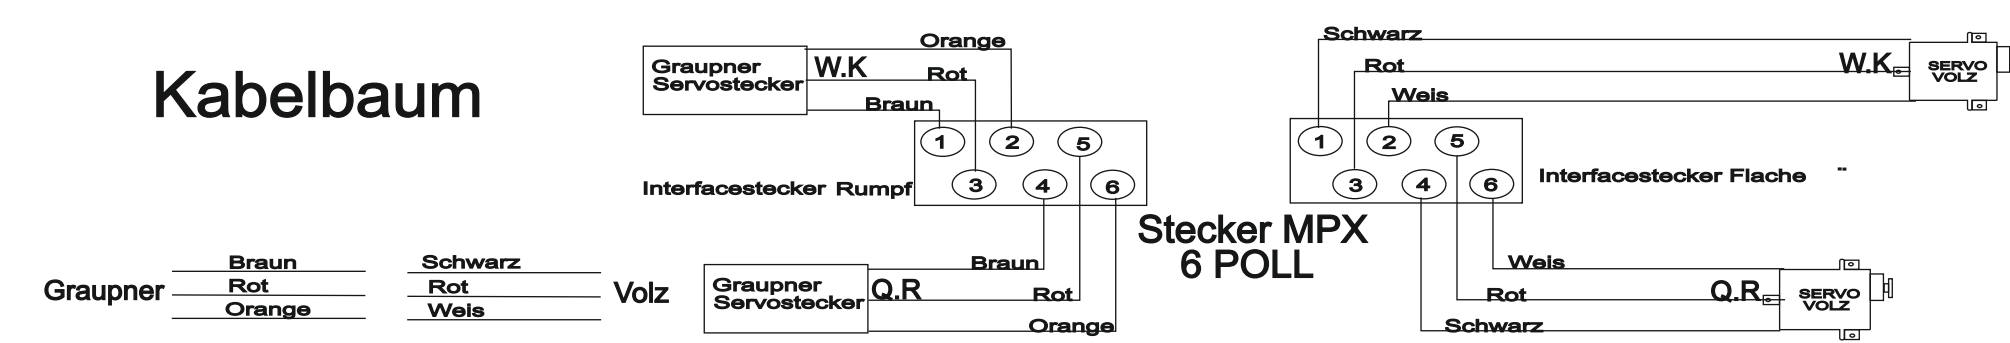 Kabelbaum
Graupner
Servostecker
W.K
Orange
Rot
Braun
1 2 5
3 4 6
Interfacestecker Rumpf
Schwarz
Rot
Weis
W.K
SERVO
VOLZ
1 2 5
3 4 6
Interfacestecker Flache ¨
Stecker MPX
6 POLL
Graupner
Braun
Rot
Orange
Schwarz
Rot
Weis
Volz
Graupner
Servostecker
Q.R
Braun
Rot
Orange
Weis
Rot
Schwarz
Q.R
SERVO
VOLZ